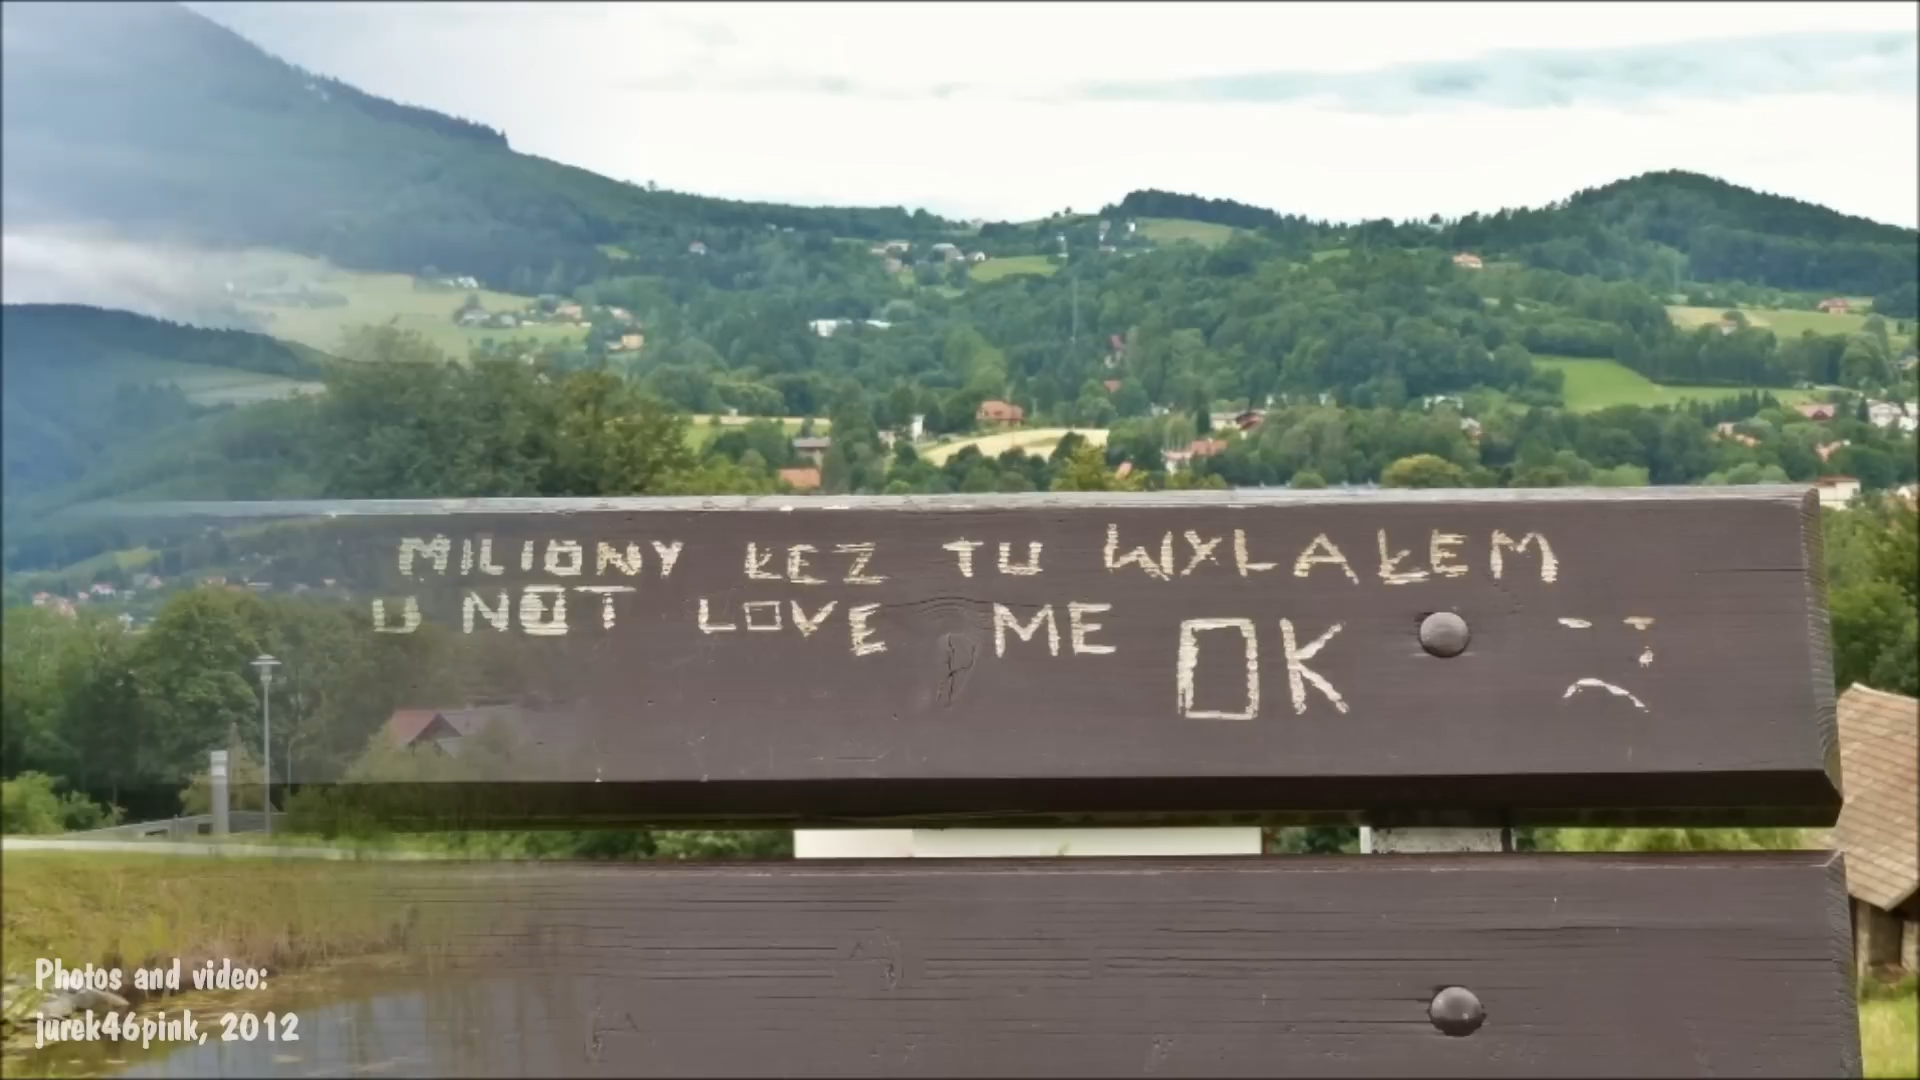 MILIONY ŁEZ TU WYLAŁEM
U NOT LOVE ME OK
Photos and video:
jurek46pink, 2012